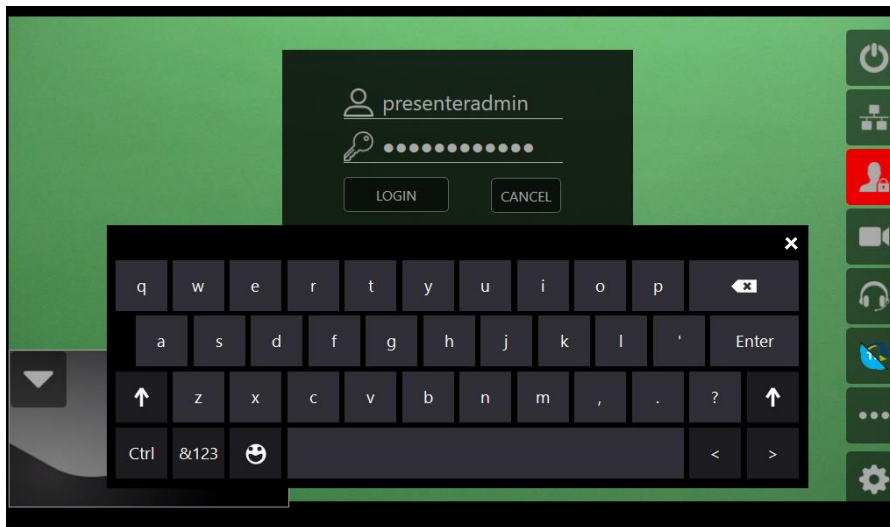 presenteradmin
●●●●●●●●●●●●
LOGIN CANCEL
q w e r t y u i o p
a s d f g h j k l ' Enter
z x c v b n m , . ?
Ctrl &123 < >